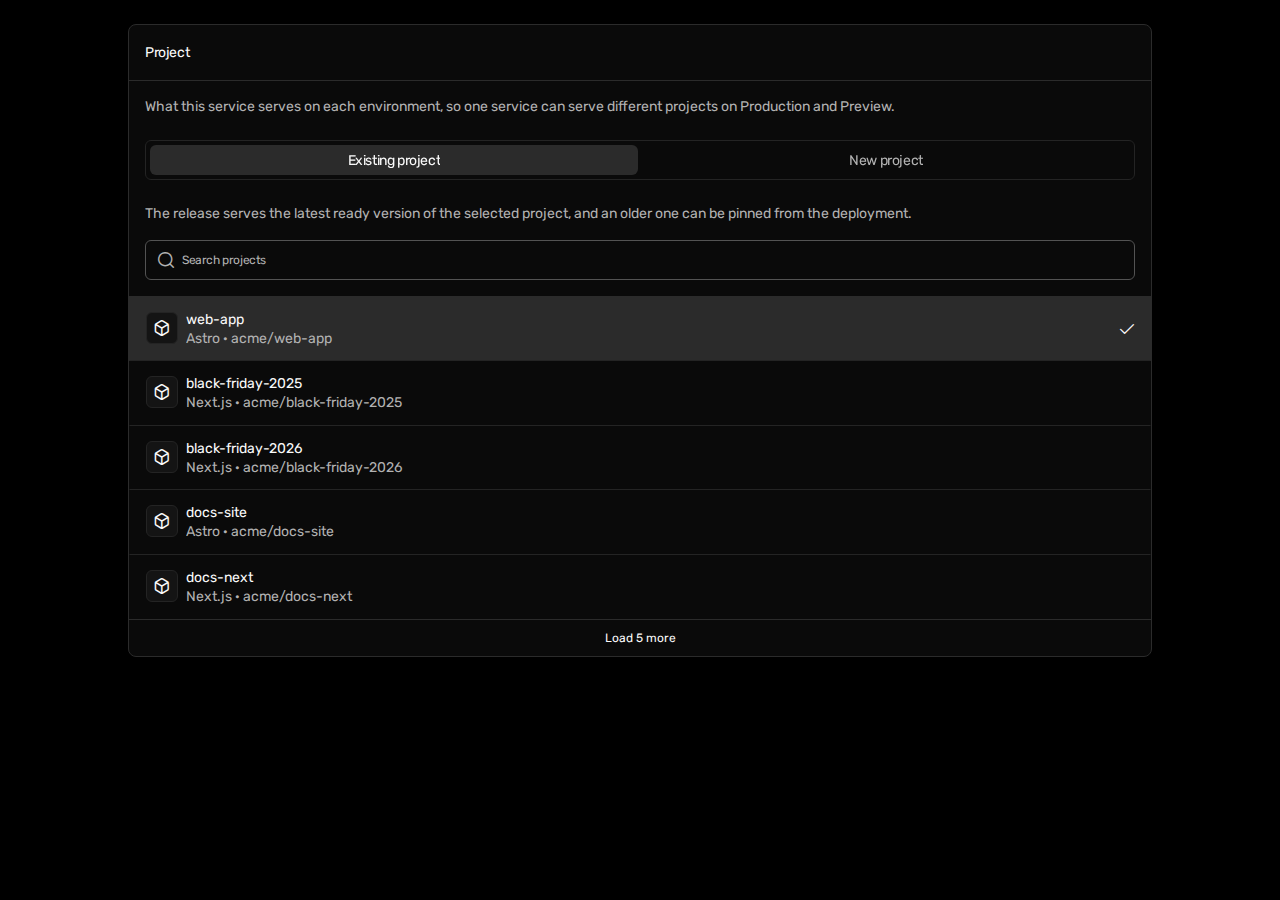 Project
What this service serves on each environment, so one service can serve different projects on Production and Preview.
Existing project
New project
The release serves the latest ready version of the selected project, and an older one can be pinned from the deployment.
Search projects
web-app
Astro • acme/web-app
black-friday-2025
Next.js • acme/black-friday-2025
black-friday-2026
Next.js • acme/black-friday-2026
docs-site
Astro • acme/docs-site
docs-next
Next.js • acme/docs-next
Load 5 more